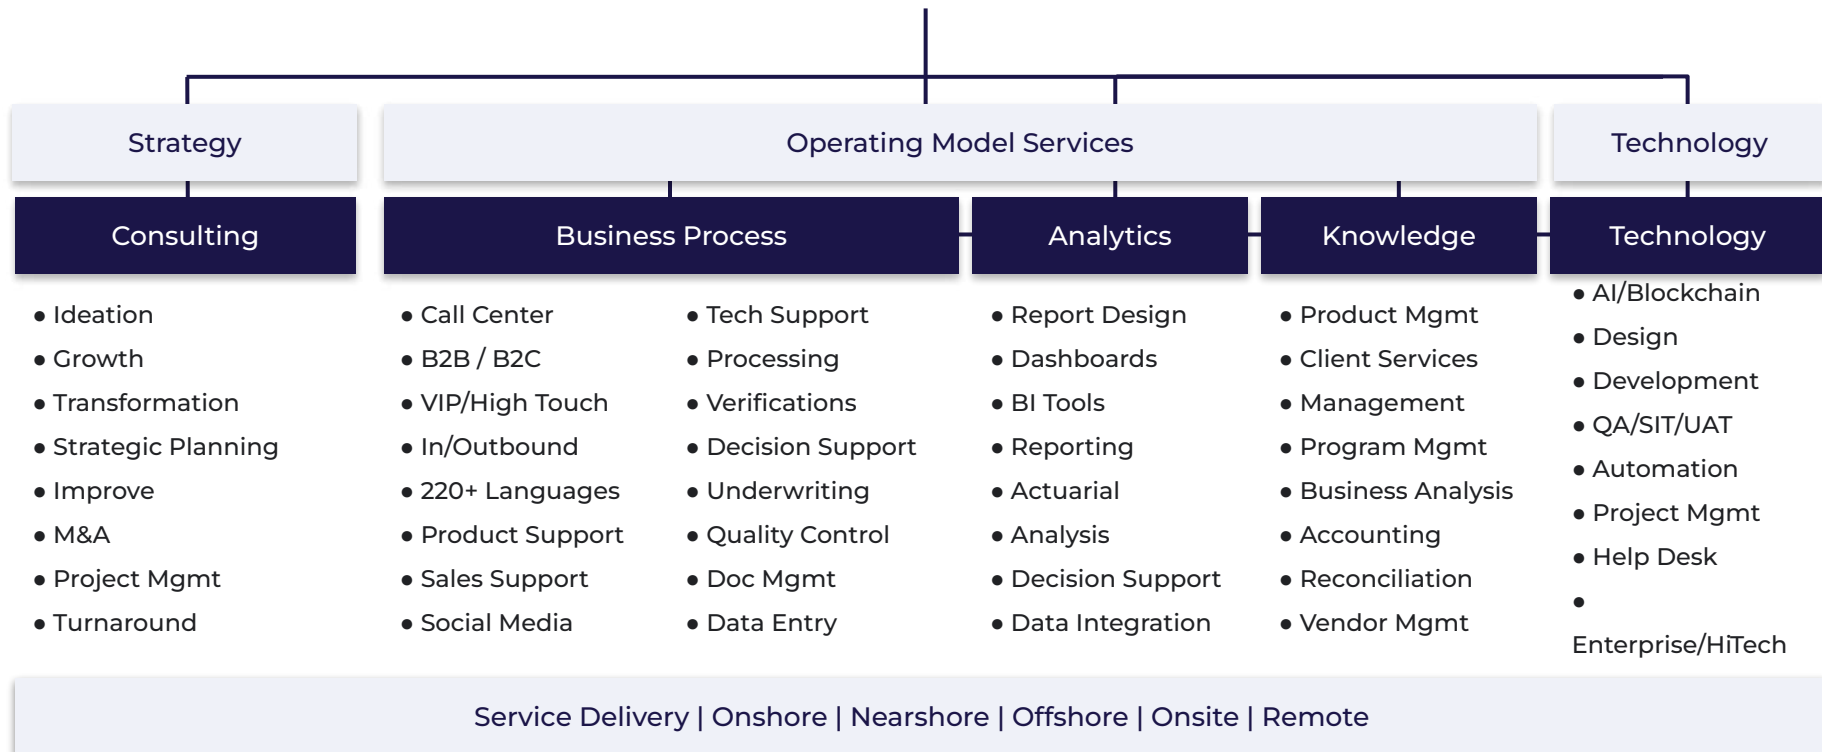 Strategy
Operating Model Services
Technology
Consulting
Business Process
Analytics
Knowledge
Technology
● Ideation
● Growth
● Transformation
● Strategic Planning
● Improve
● M&A
● Project Mgmt
● Turnaround
● Call Center
● B2B / B2C
● VIP/High Touch
● In/Outbound
● 220+ Languages
● Product Support
● Sales Support
● Social Media
● Tech Support
● Processing
● Verifications
● Decision Support
● Underwriting
● Quality Control
● Doc Mgmt
● Data Entry
● Report Design
● Dashboards
● BI Tools
● Reporting
● Actuarial
● Analysis
● Decision Support
● Data Integration
● Product Mgmt
● Client Services
● Management
● Program Mgmt
● Business Analysis
● Accounting
● Reconciliation
● Vendor Mgmt
● AI/Blockchain
● Design
● Development
● QA/SIT/UAT
● Automation
● Project Mgmt
● Help Desk
●
Enterprise/HiTech
Service Delivery | Onshore | Nearshore | Offshore | Onsite | Remote